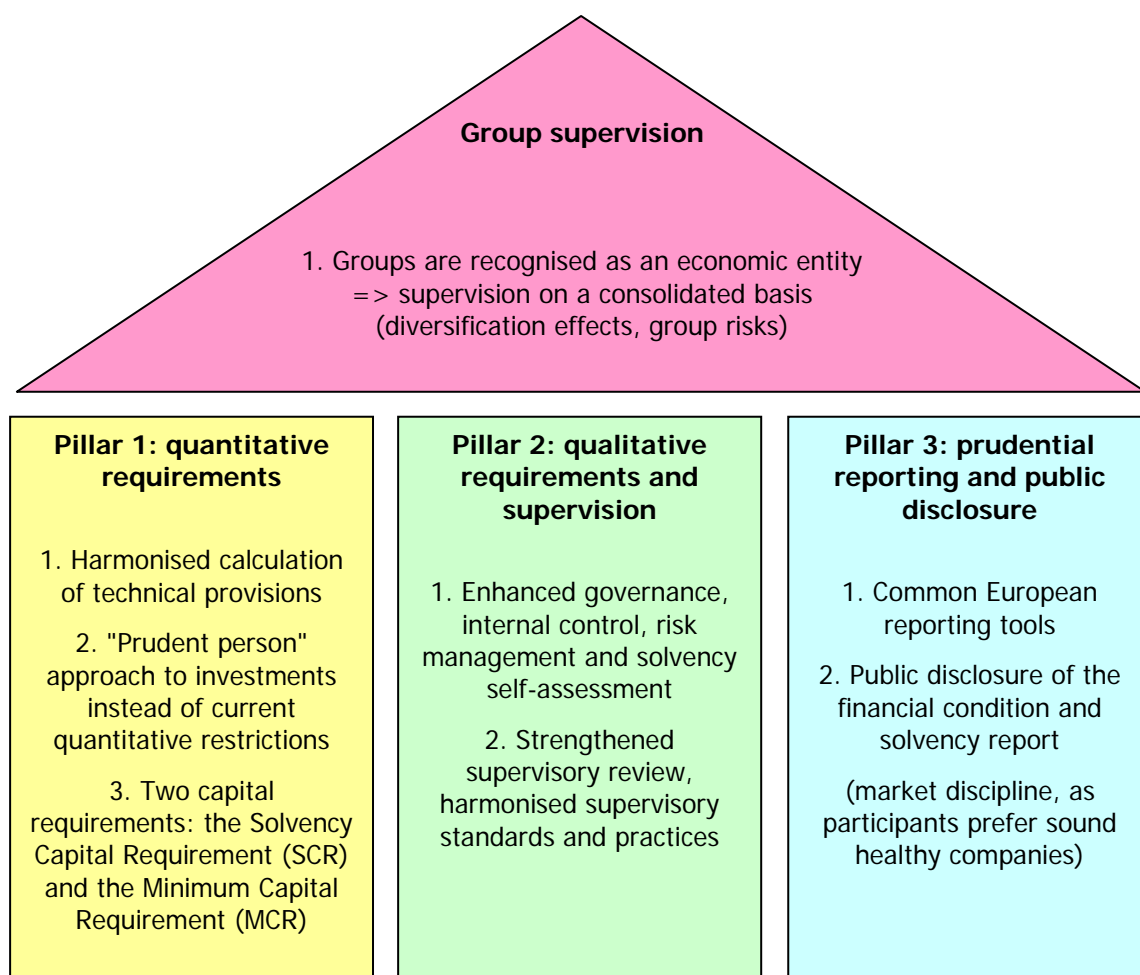 Group supervision
1. Groups are recognised as an economic entity
=> supervision on a consolidated basis
(diversification effects, group risks)
Pillar 1: quantitative
requirements
1. Harmonised calculation
of technical provisions
2. "Prudent person"
approach to investments
instead of current
quantitative restrictions
3. Two capital
requirements: the Solvency
Capital Requirement (SCR)
and the Minimum Capital
Requirement (MCR)
Pillar 2: qualitative
requirements and
supervision
1. Enhanced governance,
internal control, risk
management and solvency
self-assessment
2. Strengthened
supervisory review,
harmonised supervisory
standards and practices
Pillar 3: prudential
reporting and public
disclosure
1. Common European
reporting tools
2. Public disclosure of the
financial condition and
solvency report
(market discipline, as
participants prefer sound
healthy companies)